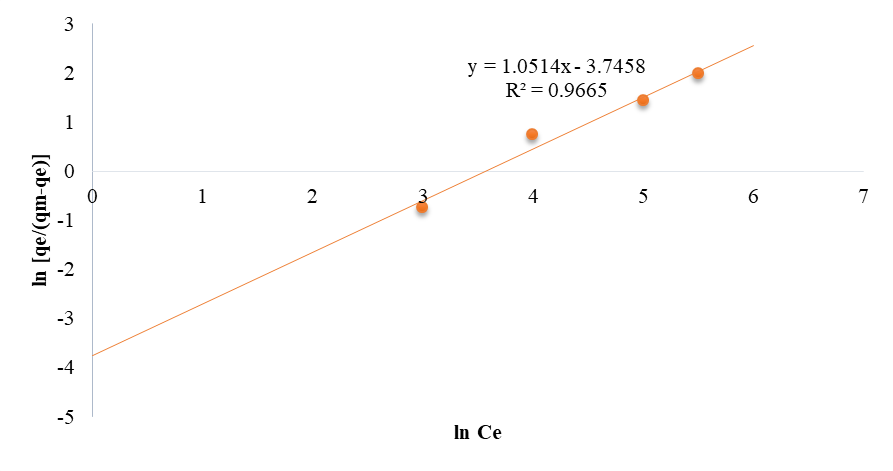 3
2
1
0
-1
-2
-3
-4
-5
0 1 2 3 4 5 6 7
y = 1.0514x - 3.7458
R² = 0.9665
ln [qe/(qm-qe)]
ln Ce